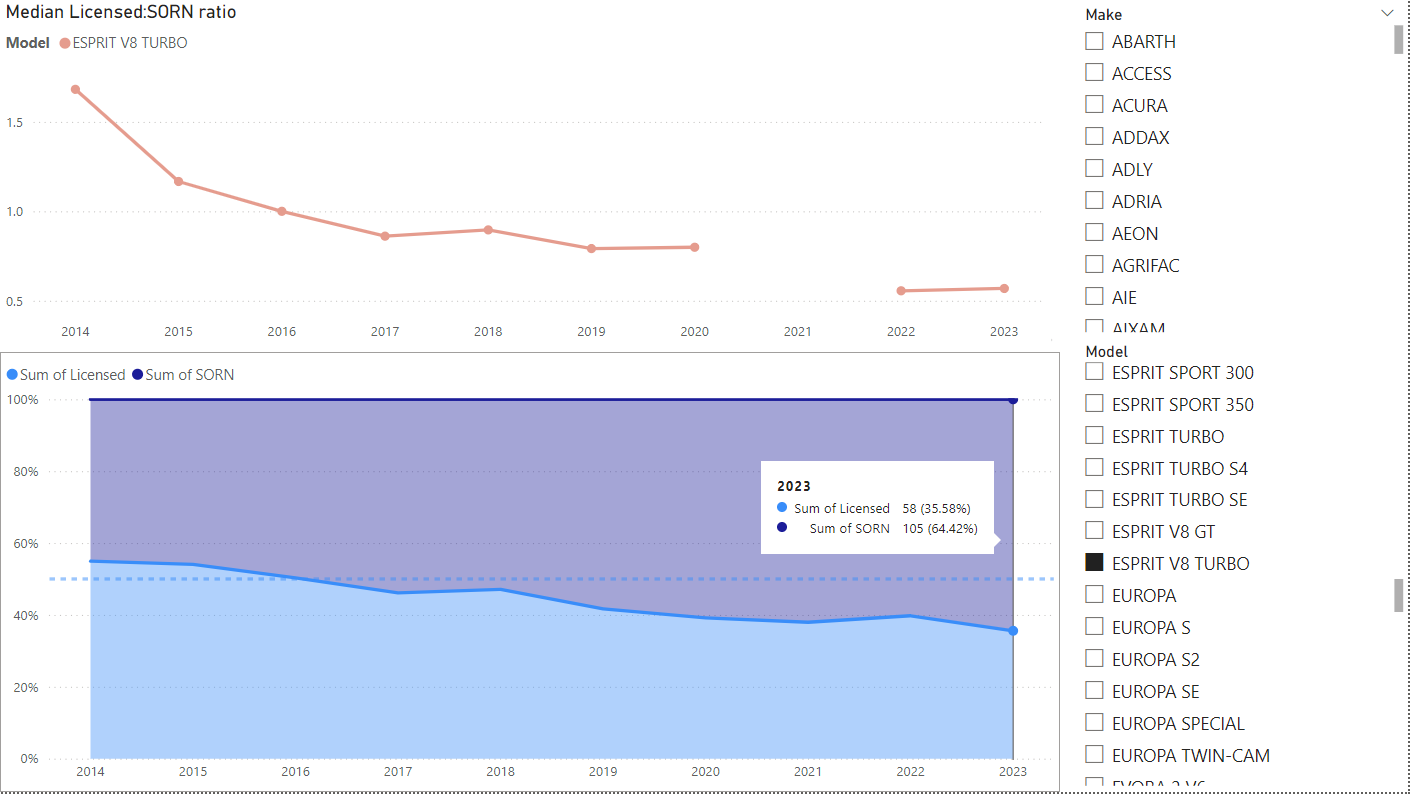 Median Licensed:SORN ratio
Model ESPRIT V8 TURBO
1.5
1.0
0.5
2014 2015 2016 2017 2018 2019 2020 2021 2022 2023
Sum of Licensed Sum of SORN
100%
80%
60%
40%
20%
0%
2023
Sum of Licensed 58 (35.58%)
Sum of SORN 105 (64.42%)
2014 2015 2016 2017 2018 2019 2020 2021 2022 2023
Make
ABARTH
ACCESS
ACURA
ADDAX
ADLY
ADRIA
AEON
AGRIFAC
AIE
AIXAM
Model
ESPRIT SPORT 300
ESPRIT SPORT 350
ESPRIT TURBO
ESPRIT TURBO S4
ESPRIT TURBO SE
ESPRIT V8 GT
ESPRIT V8 TURBO
EUROPA
EUROPA S
EUROPA S2
EUROPA SE
EUROPA SPECIAL
EUROPA TWIN-CAM